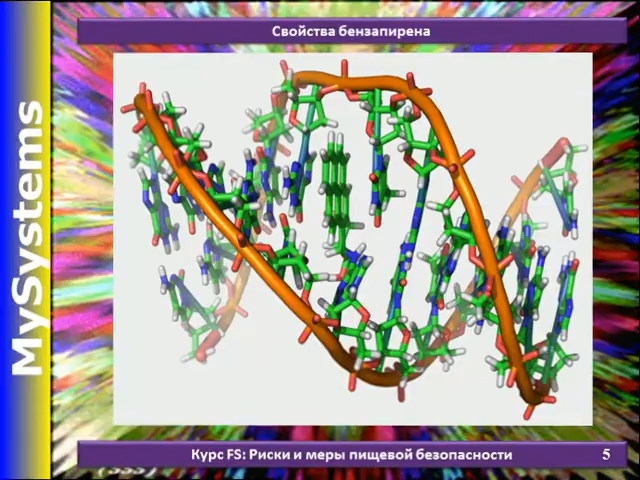 Свойства бензапирена
MySystems
Курс FS: Риски и меры пищевой безопасности 5